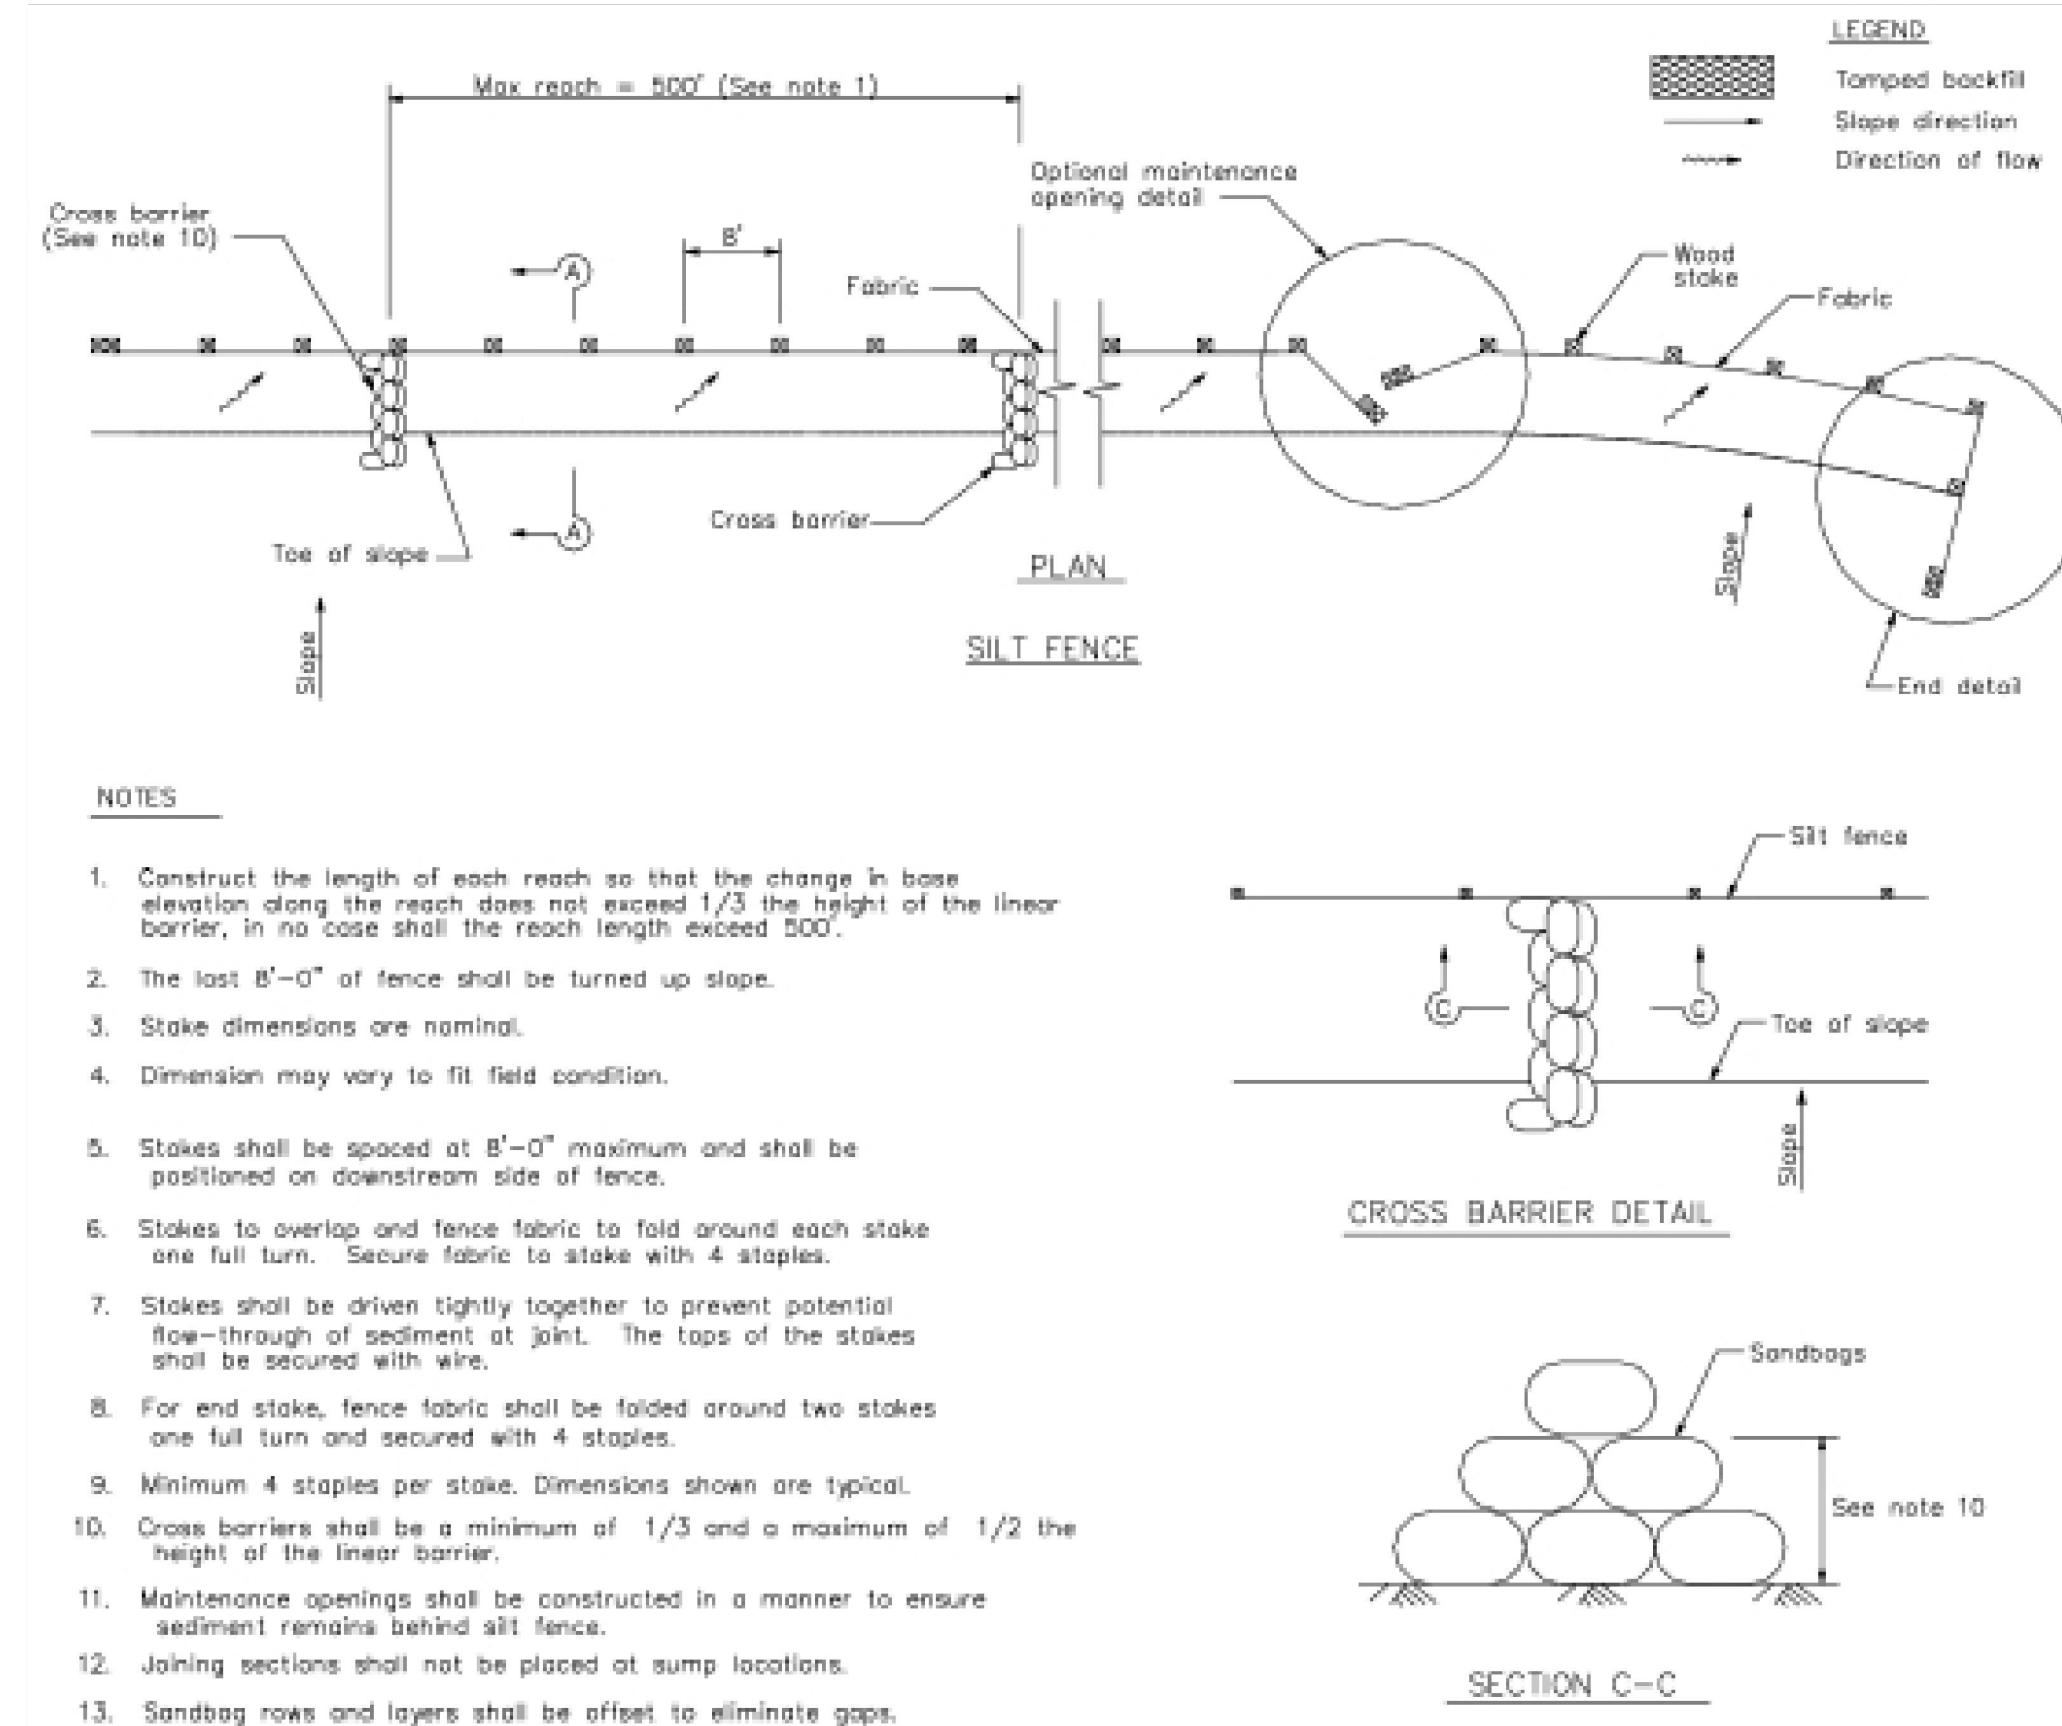 LEGEND
Tamped backfill
Slope direction
Direction of flow
Max reach = 500' (See note 1)
Optional maintenance
opening detail
Cross barrier
(See note 10)
A
8'
Fabric
Wood
stake
Fabric
Cross barrier
A
Toe of slope
PLAN
Slope
Slope
SILT FENCE
End detail
NOTES
1. Construct the length of each reach so that the change in base
elevation along the reach does not exceed 1/3 the height of the linear
barrier, in no case shall the reach length exceed 500'.
2. The last 8'-0" of fence shall be turned up slope.
3. Stake dimensions are nominal.
4. Dimension may vary to fit field condition.
5. Stakes shall be spaced at 8'-0" maximum and shall be
positioned on downstream side of fence.
6. Stakes to overlap and fence fabric to fold around each stake
one full turn. Secure fabric to stake with 4 staples.
7. Stakes shall be driven tightly together to prevent potential
flow-through of sediment at joint. The tops of the stakes
shall be secured with wire.
8. For end stake, fence fabric shall be folded around two stakes
one full turn and secured with 4 staples.
9. Minimum 4 staples per stake. Dimensions shown are typical.
10. Cross barriers shall be a minimum of 1/3 and a maximum of 1/2 the
height of the linear barrier.
11. Maintenance openings shall be constructed in a manner to ensure
sediment remains behind silt fence.
12. Joining sections shall not be placed at sump locations.
13. Sandbag rows and layers shall be offset to eliminate gaps.
Silt fence
C
C
Toe of slope
Slope
CROSS BARRIER DETAIL
Sandbags
See note 10
SECTION C-C